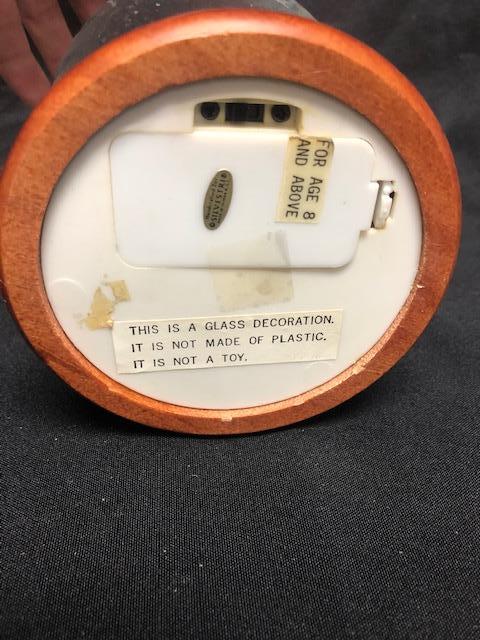 FOR AGE 8
AND ABOVE
THIS IS A GLASS DECORATION.
IT IS NOT MADE OF PLASTIC.
IT IS NOT A TOY.